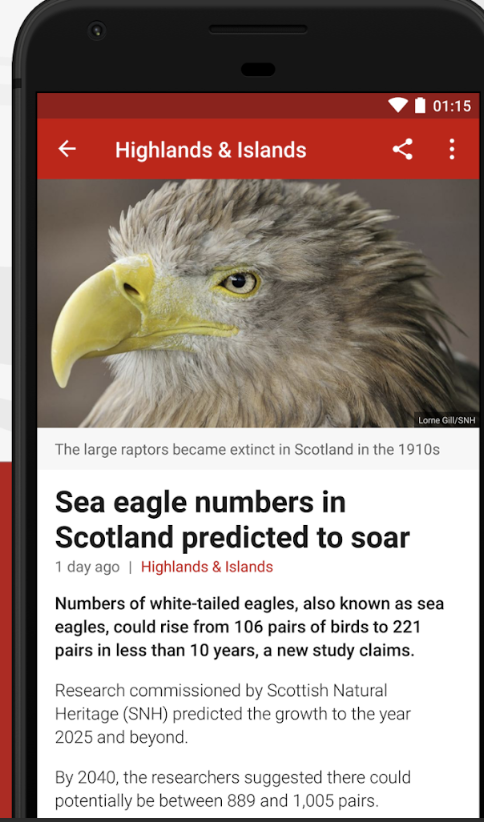 01:15
Highlands & Islands
Lorne Gill/SNH
The large raptors became extinct in Scotland in the 1910s
Sea eagle numbers in
Scotland predicted to soar
1 day ago | Highlands & Islands
Numbers of white-tailed eagles, also known as sea
eagles, could rise from 106 pairs of birds to 221
pairs in less than 10 years, a new study claims.
Research commissioned by Scottish Natural
Heritage (SNH) predicted the growth to the year
2025 and beyond.
By 2040, the researchers suggested there could
potentially be between 889 and 1,005 pairs.